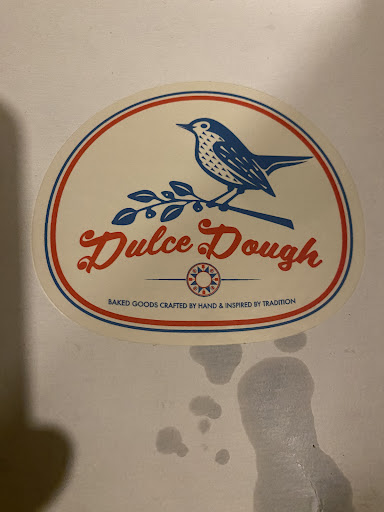 Dulce Dough
BAKED GOODS CRAFTED BY HAND & INSPIRED BY TRADITION